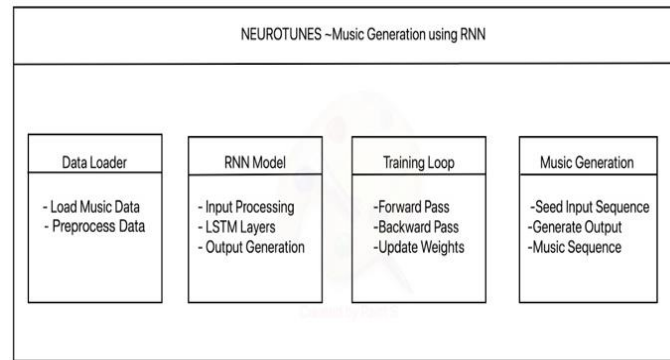 NEUROTUNES ~Music Generation using RNN
Data Loader
- Load Music Data
- Preprocess Data
RNN Model
- Input Processing
- LSTM Layers
- Output Generation
Training Loop
-Forward Pass
-Backward Pass
-Update Weights
Music Generation
-Seed Input Sequence
-Generate Output
-Music Sequence